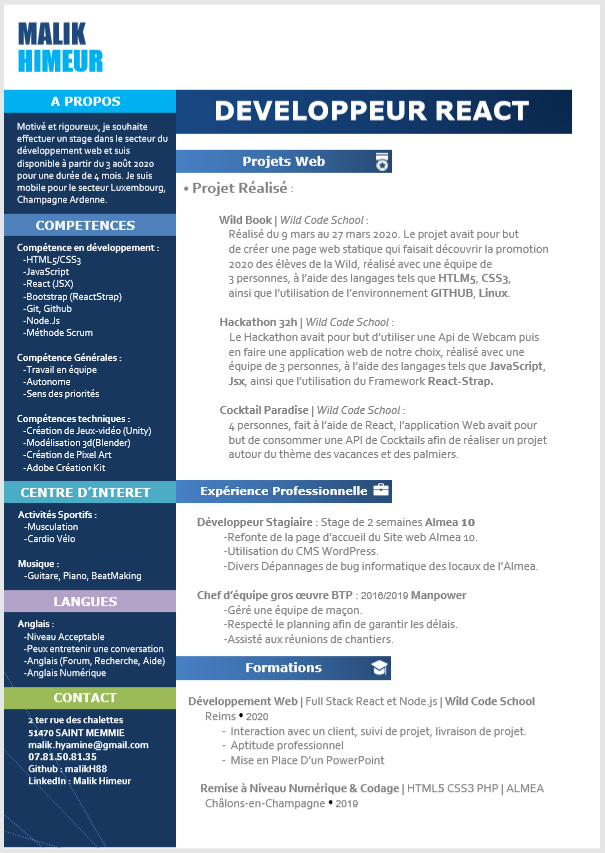 MALIK
HIMEUR
A PROPOS
Motivé et rigoureux, je souhaite
effectuer un stage dans le secteur du
développement web et suis
disponible à partir du 3 août 2020
pour une durée de 4 mois. Je suis
mobile pour le secteur Luxembourg,
Champagne Ardenne.
COMPETENCES
Compétence en développement :
-HTML5/CSS3
-JavaScript
-React (JSX)
-Bootstrap (ReactStrap)
-Git, Github
-Node.Js
-Méthode Scrum
Compétence Générales :
-Travail en équipe
-Autonome
-Sens des priorités
Compétences techniques :
-Création de Jeux-vidéo (Unity)
-Modélisation 3d(Blender)
-Création de Pixel Art
-Adobe Création Kit
CENTRE D'INTERET
Activités Sportifs :
-Musculation
-Cardio Vélo
Musique :
-Guitare, Piano, BeatMaking
LANGUES
Anglais :
-Niveau Acceptable
-Peux entretenir une conversation
-Anglais (Forum, Recherche, Aide)
-Anglais Numérique
CONTACT
2 ter rue des chalettes
51470 SAINT MEMMIE
malik.hyamine@gmail.com
07.81.50.81.35
Github : malikH88
LinkedIn : Malik Himeur
DEVELOPPEUR REACT
Projets Web
• Projet Réalisé :
Wild Book | Wild Code School :
Réalisé du 9 mars au 27 mars 2020. Le projet avait pour but
de créer une page web statique qui faisait découvrir la promotion
2020 des élèves de la Wild, réalisé avec une équipe de
3 personnes, à l'aide des langages tels que HTLM5, CSS3,
ainsi que l'utilisation de l'environnement GITHUB, Linux.
Hackathon 32h | Wild Code School :
Le Hackathon avait pour but d'utiliser une Api de Webcam puis
en faire une application web de notre choix, réalisé avec une
équipe de 3 personnes, à l'aide des langages tels que JavaScript,
Jsx, ainsi que l'utilisation du Framework React-Strap.
Cocktail Paradise | Wild Code School :
4 personnes, fait à l'aide de React, l'application Web avait pour
but de consommer une API de Cocktails afin de réaliser un projet
autour du thème des vacances et des palmiers.
Expérience Professionnelle
Développeur Stagiaire : Stage de 2 semaines Almea 10
-Refonte de la page d'accueil du Site web Almea 10.
-Utilisation du CMS WordPress.
-Divers Dépannages de bug informatique des locaux de l'Almea.
Chef d'équipe gros œuvre BTP : 2016/2019 Manpower
-Géré une équipe de maçon.
-Respecté le planning afin de garantir les délais.
-Assisté aux réunions de chantiers.
Formations
Développement Web | Full Stack React et Node.js | Wild Code School
Reims • 2020
- Interaction avec un client, suivi de projet, livraison de projet.
- Aptitude professionnel
- Mise en Place D'un PowerPoint
Remise à Niveau Numérique & Codage | HTML5 CSS3 PHP | ALMEA
Châlons-en-Champagne • 2019